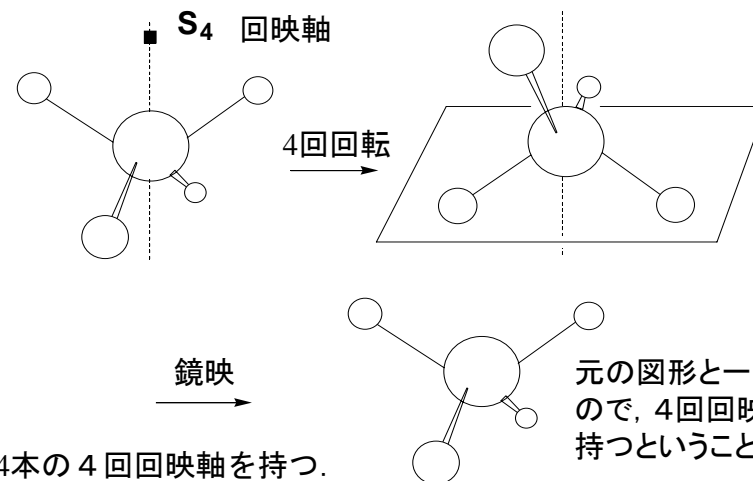 S₄ 回映軸
4回回転
鏡映
元の図形と一
ので, 4回回映
持つということ
4本の４回回映軸を持つ.